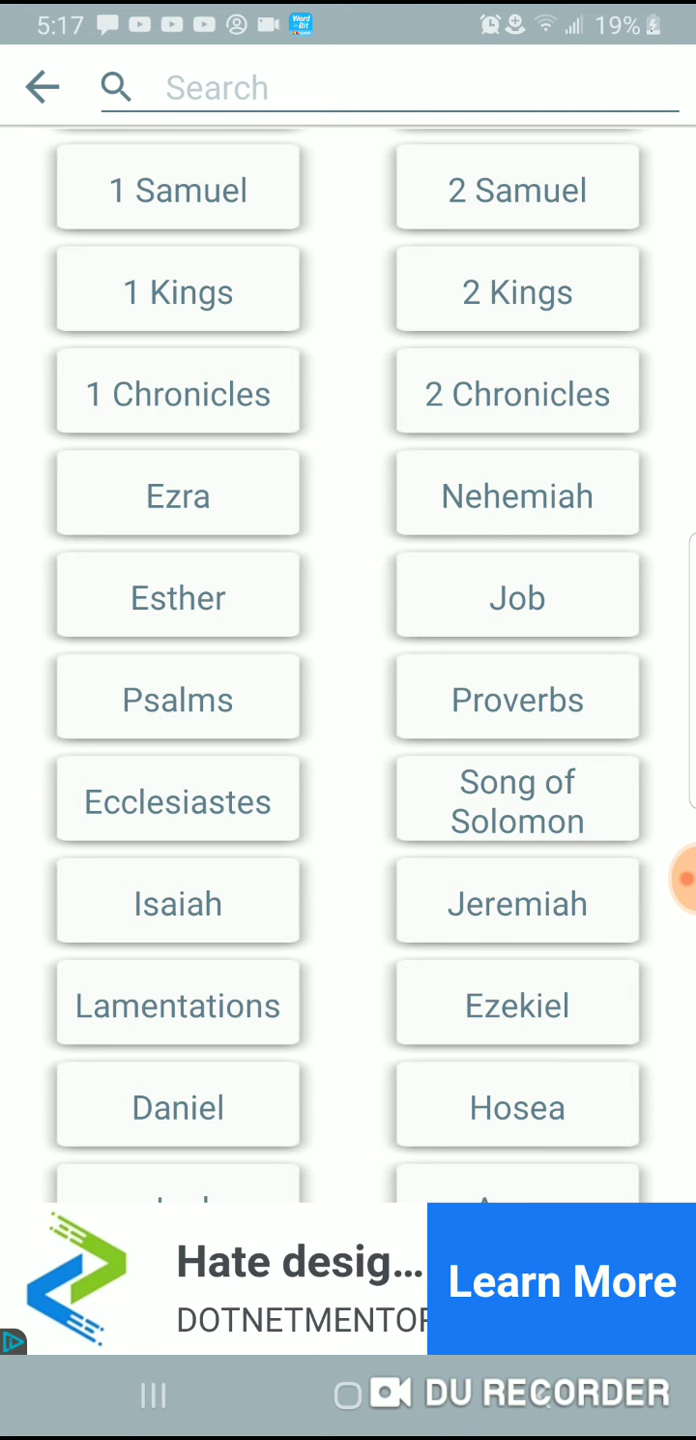 5:17
Word Bit
19%
Search
1 Samuel
2 Samuel
1 Kings
2 Kings
1 Chronicles
2 Chronicles
Ezra
Nehemiah
Esther
Job
Psalms
Proverbs
Ecclesiastes
Song of
Solomon
Isaiah
Jeremiah
Lamentations
Ezekiel
Daniel
Hosea
Hate desig...
Learn More
DU RECORDER